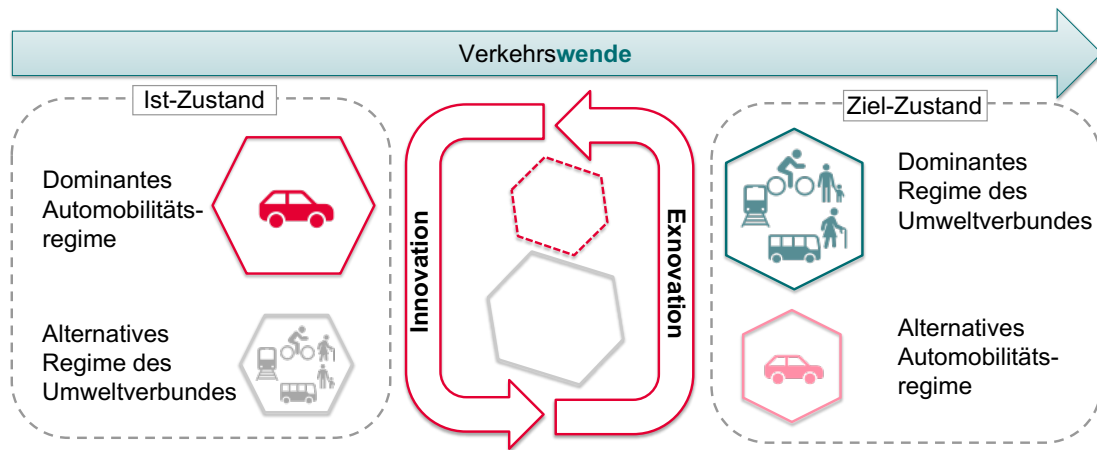 Verkehrswende
Ist-Zustand
Dominantes
Automobilitäts-
regime
Alternatives
Regime des
Umweltverbundes
Innovation
Exnovation
Ziel-Zustand
Dominantes
Regime des
Umweltverbundes
Alternatives
Automobilitäts-
regime